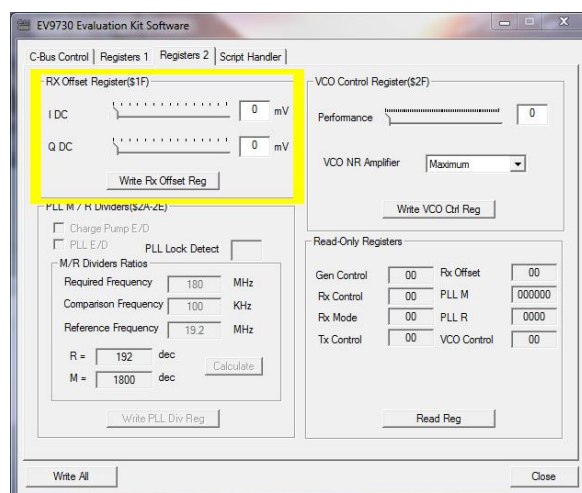 EV9730 Evaluation Kit Software
C-Bus Control | Registers 1 | Registers 2 | Script Handler
RX Offset Register($1F)
I DC 0 mV
Q DC 0 mV
Write Rx Offset Reg
PLL M / R Dividers($2A-2E)
Charge Pump E/D
PLL E/D PLL Lock Detect
M/R Dividers Ratios
Required Frequency 180 MHz
Comparison Frequency 100 KHz
Reference Frequency 19.2 MHz
R = 192 dec
Calculate
M = 1800 dec
Write PLL Div Reg
VCO Control Register($2F)
Performance 0
VCO NR Amplifier Maximum
Write VCO Ctrl Reg
Read-Only Registers
Gen Control 00 Rx Offset 00
Rx Control 00 PLL M 000000
Rx Mode 00 PLL R 0000
Tx Control 00 VCO Control 00
Read Reg
Write All
Close